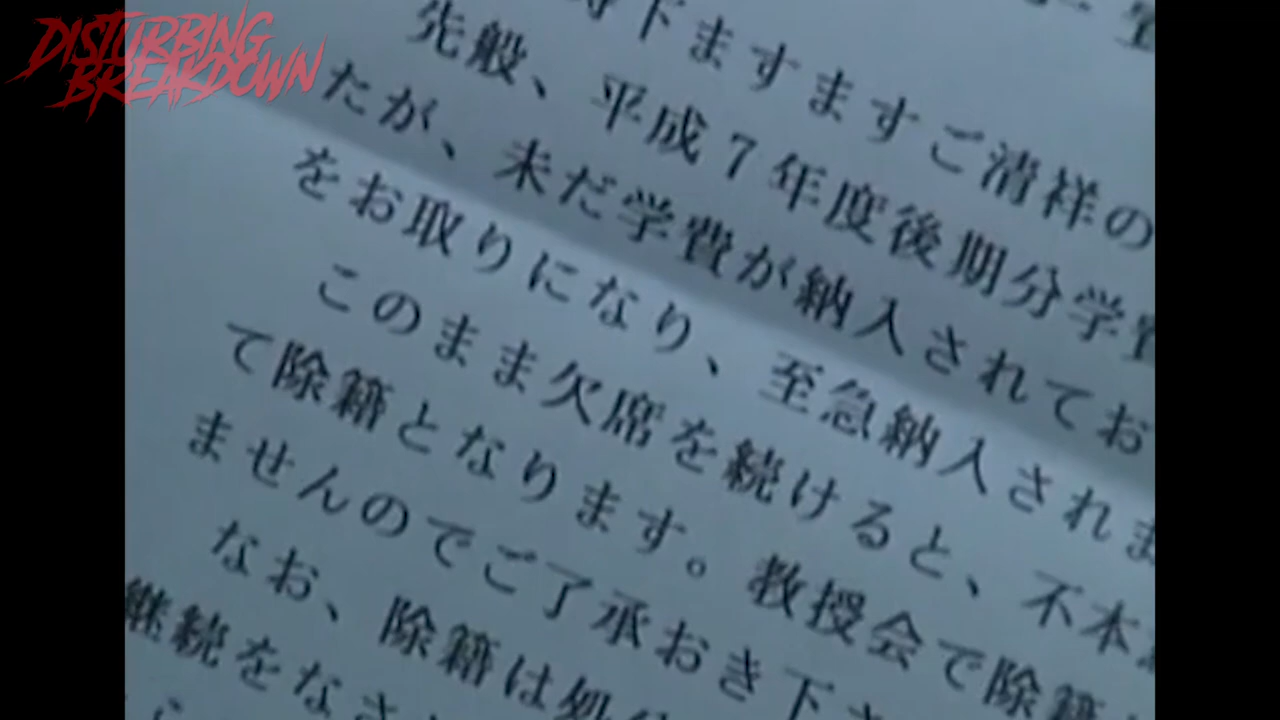 DISTURBING
BREAKDOWN
下ますますご清祥の
先般、平成７年度後期分学費
たが、未だ学費が納入されてお
をお取りになり、至急納入されま
このまま欠席を続けると、不本
て除籍となります。教授会で除籍
ませんのでご了承おき下さ
なお、除籍は処分
継続をなさ